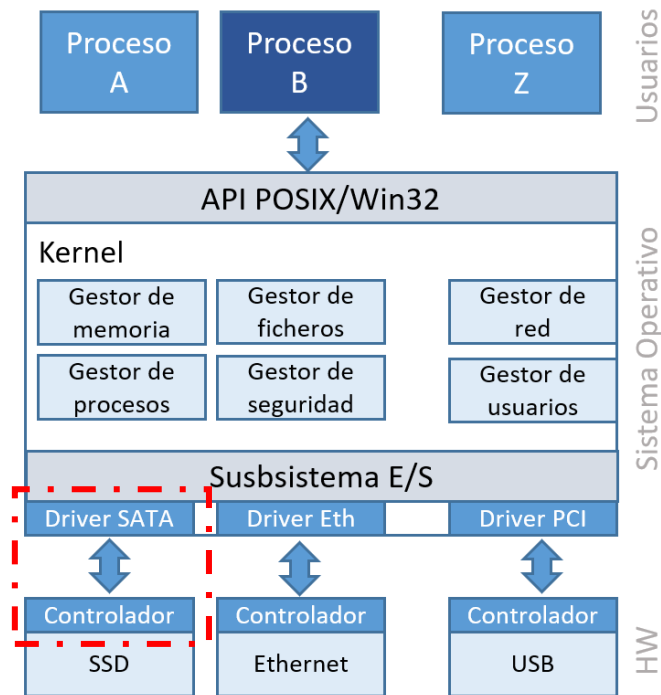 Proceso
A
Proceso
B
Proceso
Z
Usuarios
API POSIX/Win32
Kernel
Gestor de
memoria
Gestor de
ficheros
Gestor de
red
Gestor de
procesos
Gestor de
seguridad
Gestor de
usuarios
Sistema Operativo
Susbsistema E/S
Driver SATA
Driver Eth
Driver PCI
Controlador
SSD
Controlador
Ethernet
Controlador
USB
HW